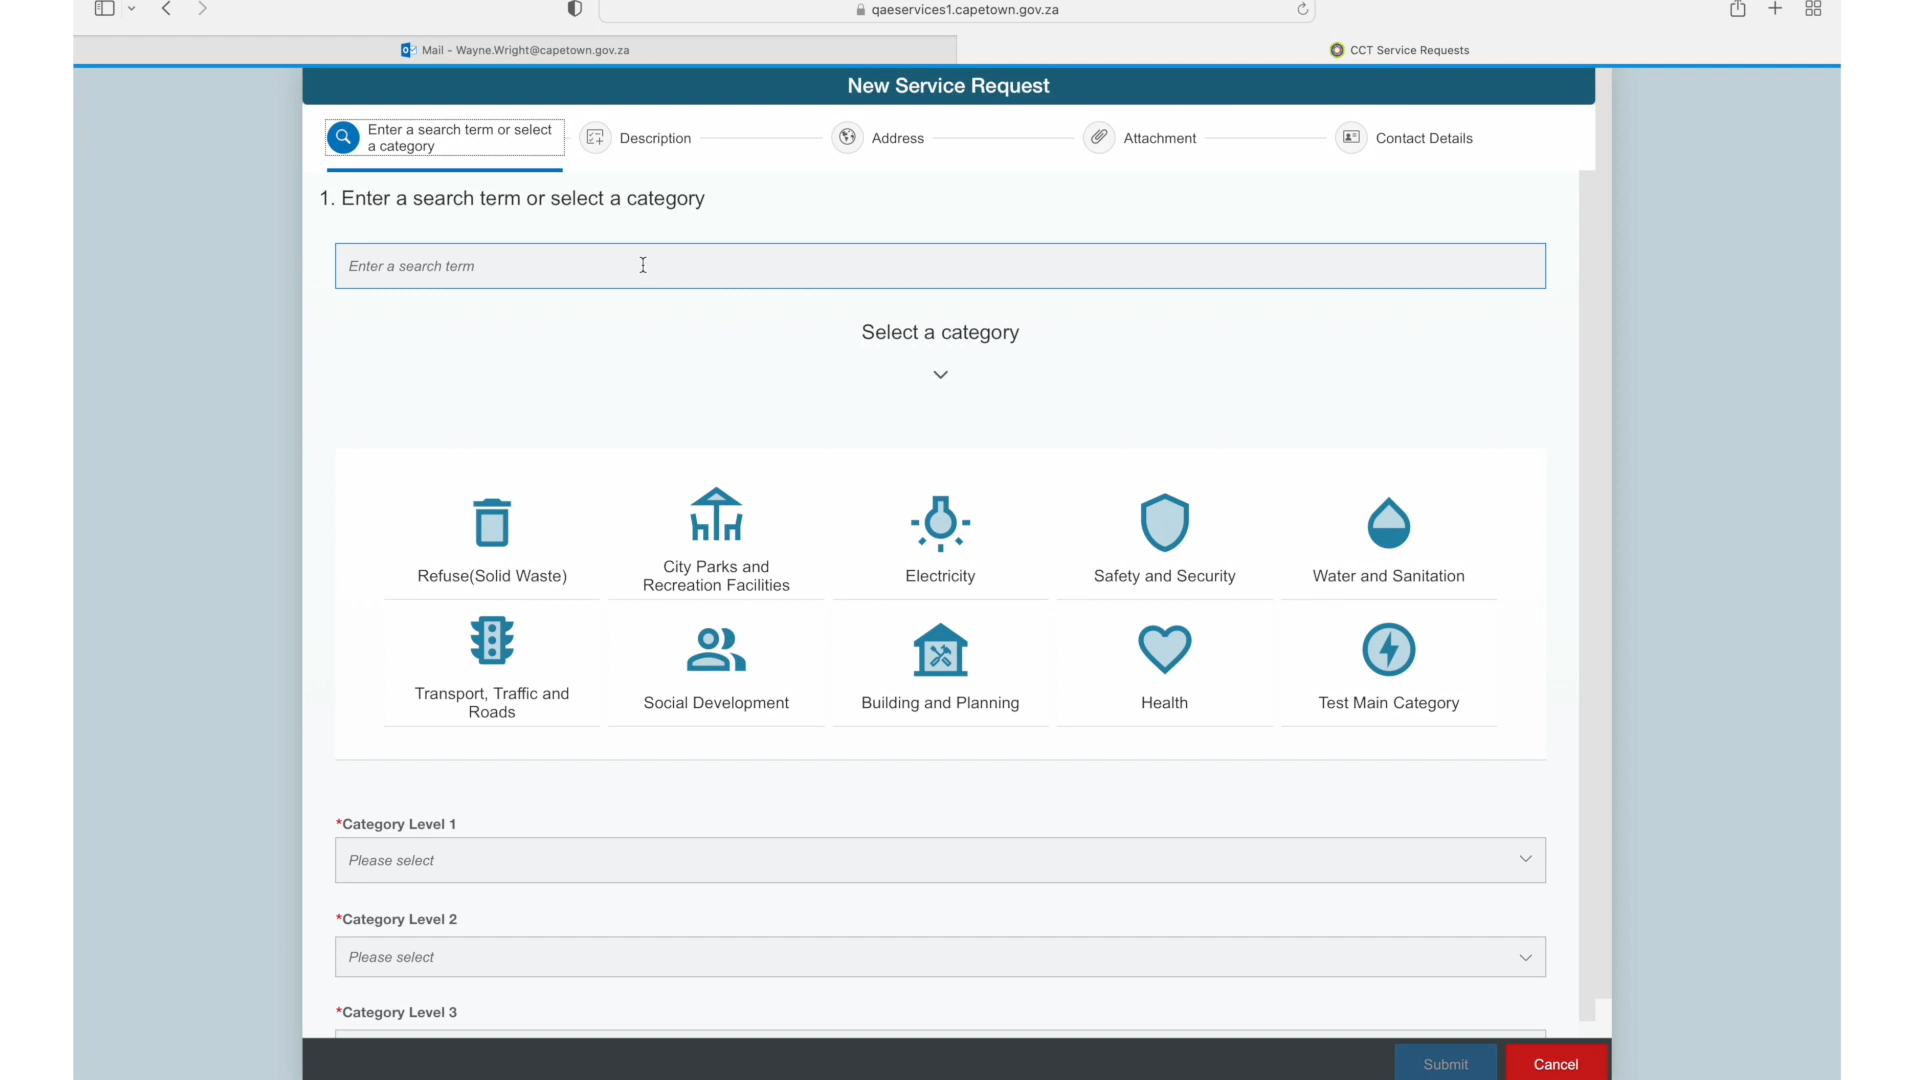 qaeservices1.capetown.gov.za
Mail - Wayne.Wright@capetown.gov.za
CCT Service Requests
New Service Request
Enter a search term or select
a category
Description
Address
Attachment
Contact Details
1. Enter a search term or select a category
Enter a search term
Select a category
Refuse(Solid Waste)
City Parks and
Recreation Facilities
Electricity
Safety and Security
Water and Sanitation
Transport, Traffic and
Roads
Social Development
Building and Planning
Health
Test Main Category
*Category Level 1
Please select
*Category Level 2
Please select
*Category Level 3
Submit
Cancel